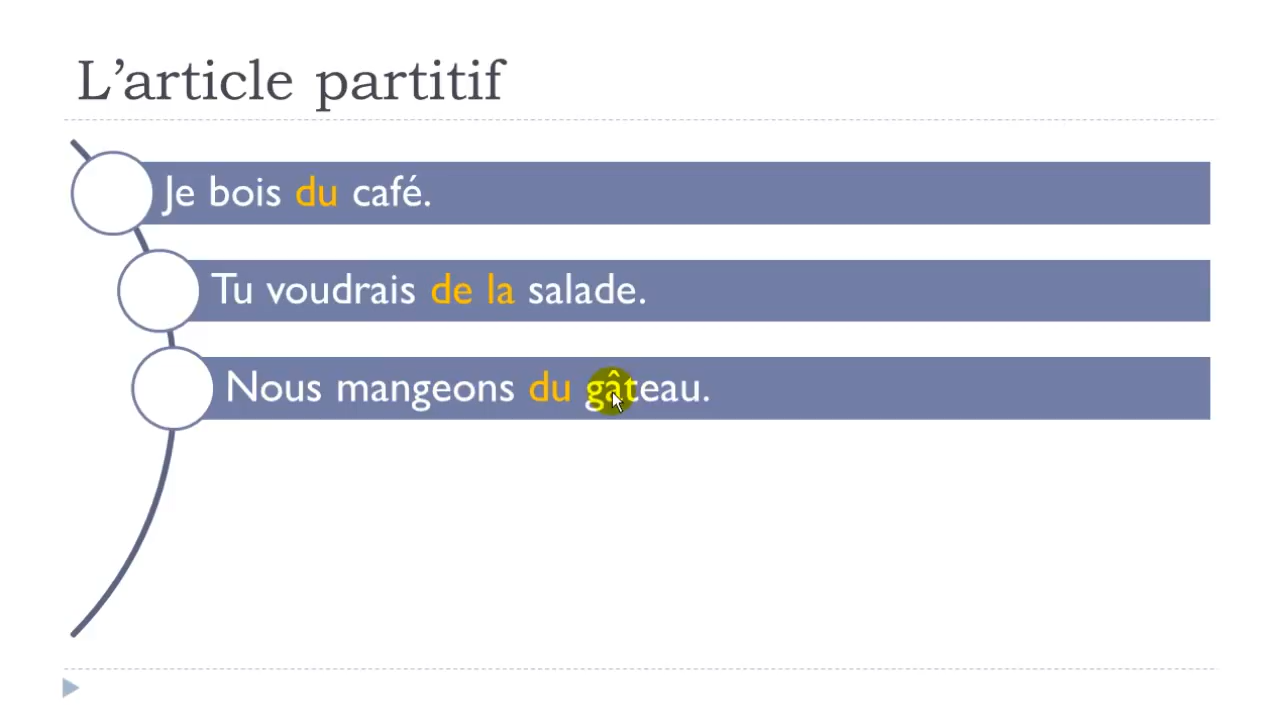 L’article partitif
Je bois du café.
Tu voudrais de la salade.
Nous mangeons du gâteau.